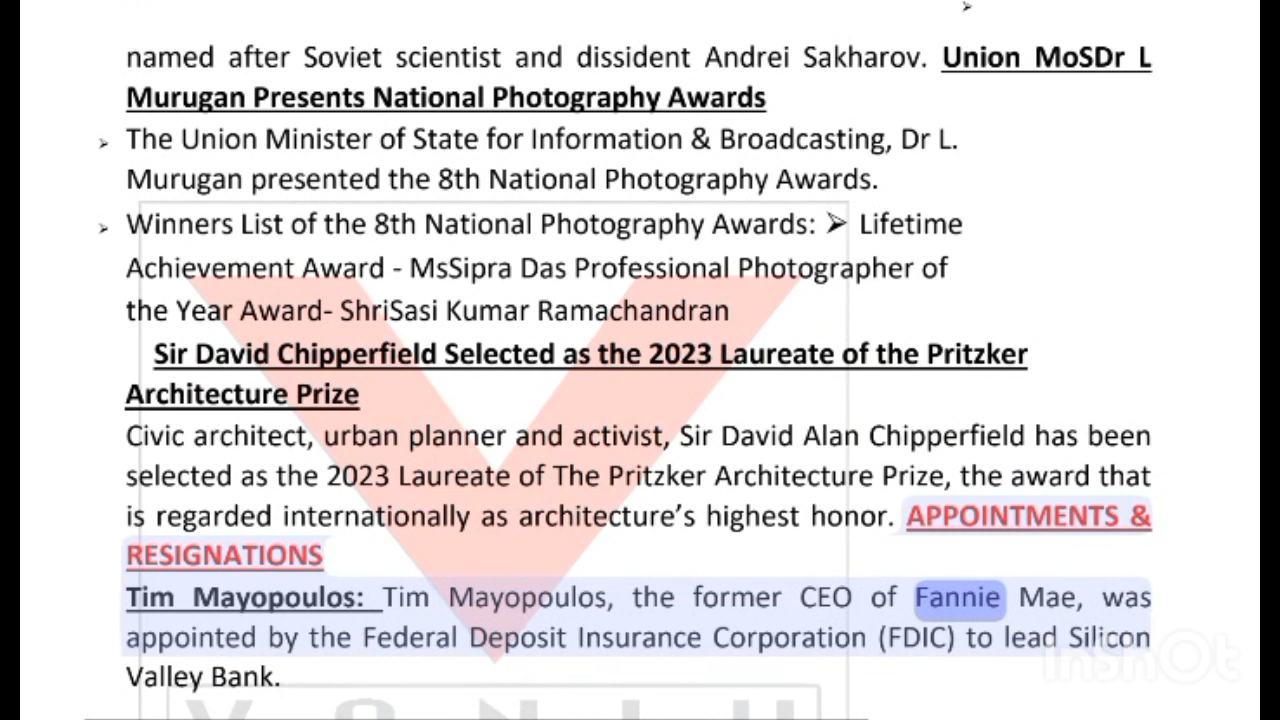 named after Soviet scientist and dissident Andrei Sakharov. Union MoSDr L
Murugan Presents National Photography Awards
➢ The Union Minister of State for Information & Broadcasting, Dr L.
Murugan presented the 8th National Photography Awards.
➢ Winners List of the 8th National Photography Awards: ➢ Lifetime
Achievement Award - MsSipra Das Professional Photographer of
the Year Award- ShriSasi Kumar Ramachandran
Sir David Chipperfield Selected as the 2023 Laureate of the Pritzker
Architecture Prize
Civic architect, urban planner and activist, Sir David Alan Chipperfield has been
selected as the 2023 Laureate of The Pritzker Architecture Prize, the award that
is regarded internationally as architecture’s highest honor. APPOINTMENTS &
RESIGNATIONS
Tim Mayopoulos: Tim Mayopoulos, the former CEO of Fannie Mae, was
appointed by the Federal Deposit Insurance Corporation (FDIC) to lead Silicon
Valley Bank.
InShOt